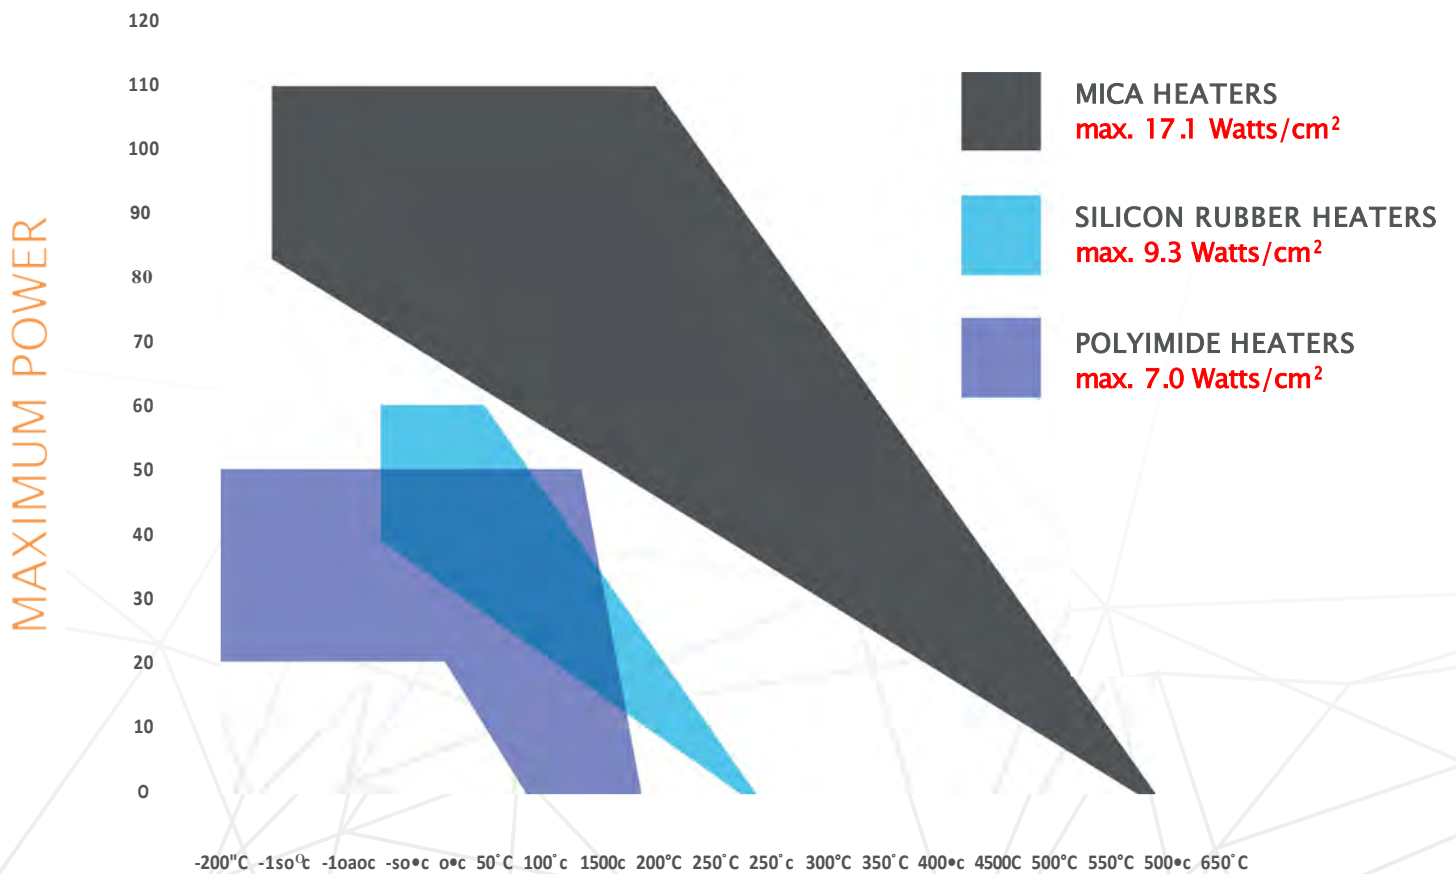 120
110
100
90
80
70
60
50
40
30
20
10
0
MAXIMUM POWER
MICA HEATERS
max. 17.1 Watts/cm²
SILICON RUBBER HEATERS
max. 9.3 Watts/cm²
POLYIMIDE HEATERS
max. 7.0 Watts/cm²
-200"C -1so⁰c -1oaoc -so•c o•c 50°C 100°c 1500c 200°C 250°C 250°c 300°C 350°C 400•c 4500C 500°C 550°C 500•c 650°C